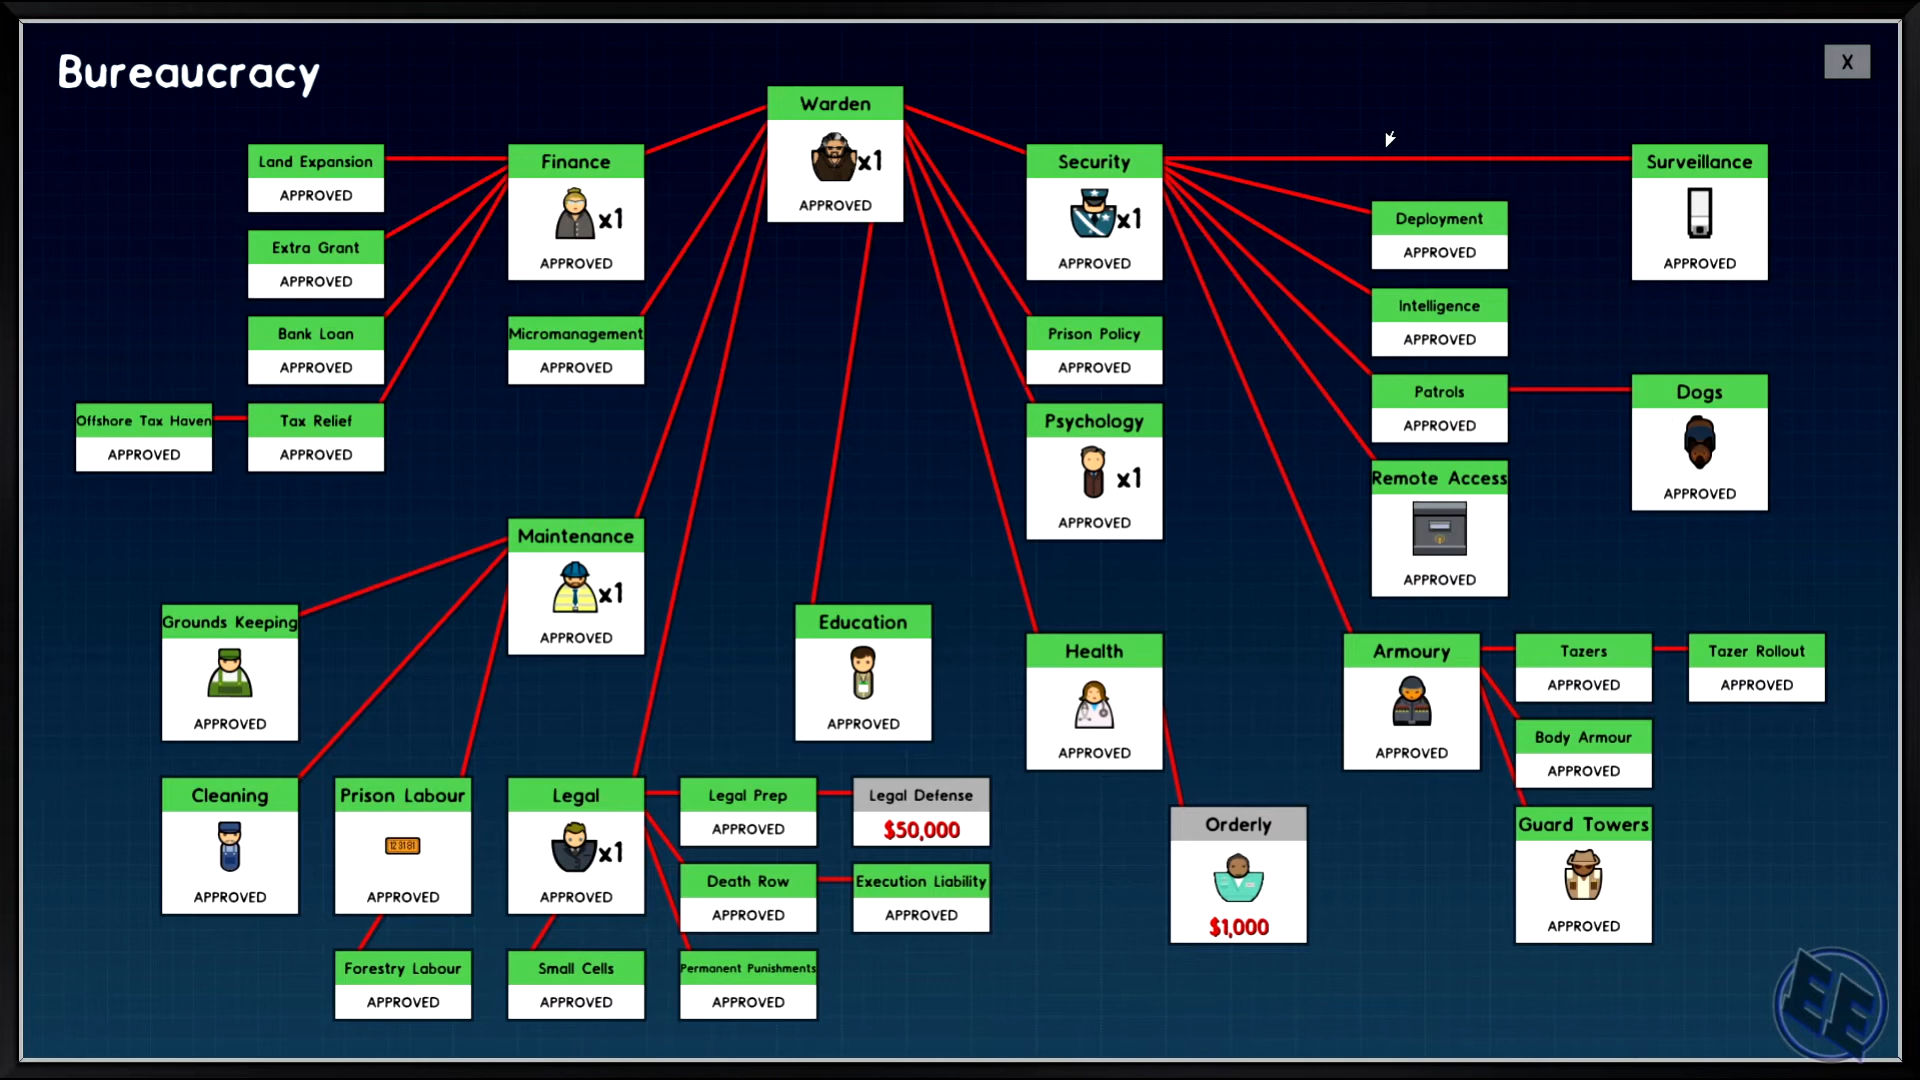 Bureaucracy
X
Warden
x1
APPROVED
Land Expansion
APPROVED
Finance
x1
APPROVED
Security
x1
APPROVED
Surveillance
APPROVED
Deployment
APPROVED
Extra Grant
APPROVED
Intelligence
APPROVED
Bank Loan
APPROVED
Micromanagement
APPROVED
Prison Policy
APPROVED
Patrols
APPROVED
Dogs
APPROVED
Offshore Tax Haven
APPROVED
Tax Relief
APPROVED
Psychology
x1
APPROVED
Remote Access
APPROVED
Maintenance
x1
APPROVED
Grounds Keeping
APPROVED
Education
APPROVED
Health
APPROVED
Armoury
APPROVED
Tazers
APPROVED
Tazer Rollout
APPROVED
Body Armour
APPROVED
Cleaning
APPROVED
Prison Labour
123181
APPROVED
Legal
x1
APPROVED
Legal Prep
APPROVED
Legal Defense
$50,000
Orderly
$1,000
Guard Towers
APPROVED
Death Row
APPROVED
Execution Liability
APPROVED
Forestry Labour
APPROVED
Small Cells
APPROVED
Permanent Punishments
APPROVED
EE